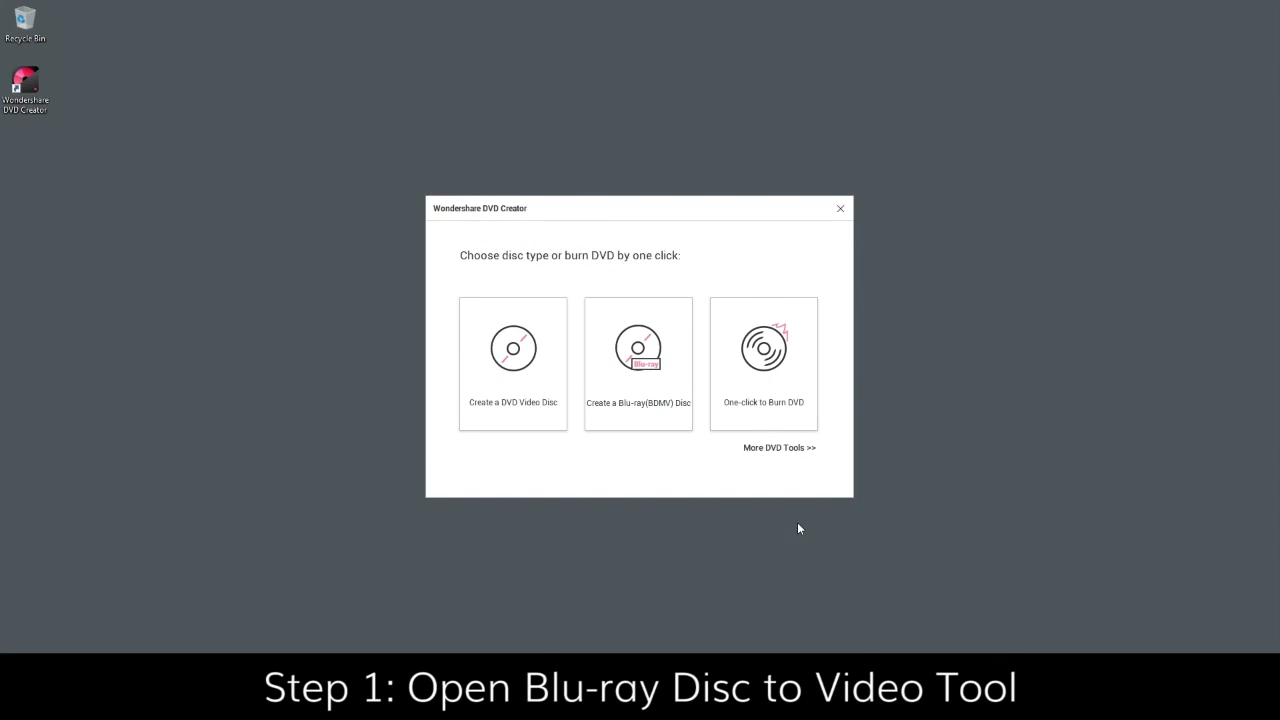 Recycle Bin
Wondershare
DVD Creator
Wondershare DVD Creator
Choose disc type or burn DVD by one click:
Blu-ray
Create a DVD Video Disc
Create a Blu-ray(BDMV) Disc
One-click to Burn DVD
More DVD Tools >>
Step 1: Open Blu-ray Disc to Video Tool